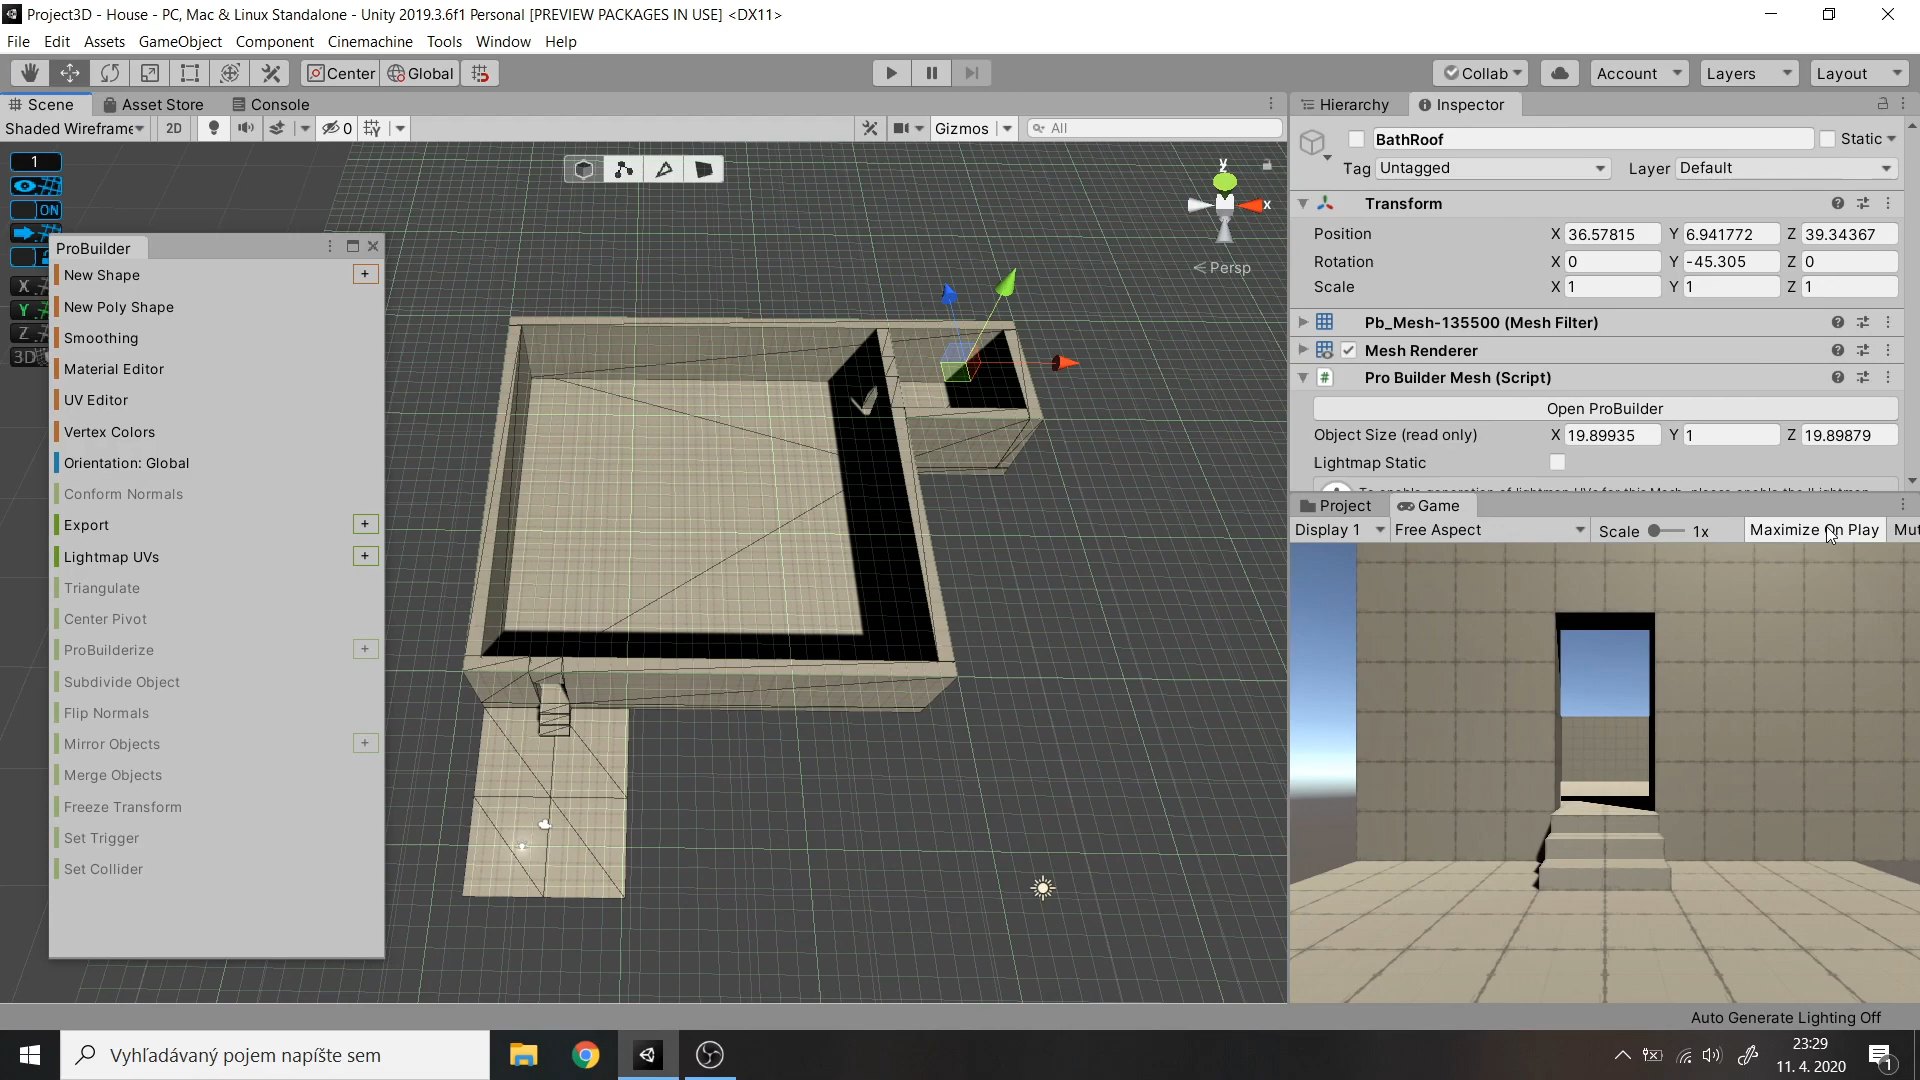 Project3D - House - PC, Mac & Linux Standalone - Unity 2019.3.6f1 Personal [PREVIEW PACKAGES IN USE] <DX11>
File Edit Assets GameObject Component Cinemachine Tools Window Help
Center Global Collab Account Layers Layout
Scene Asset Store Console
Shaded Wireframe 2D 0 Gizmos All
1
ON
X
Y
Z
3D
y
x
Persp
ProBuilder
New Shape +
New Poly Shape
Smoothing
Material Editor
UV Editor
Vertex Colors
Orientation: Global
Conform Normals
Export +
Lightmap UVs +
Triangulate
Center Pivot
ProBuilderize +
Subdivide Object
Flip Normals
Mirror Objects +
Merge Objects
Freeze Transform
Set Trigger
Set Collider
Hierarchy Inspector
BathRoof Static
Tag Untagged Layer Default
Transform
Position X 36.57815 Y 6.941772 Z 39.34367
Rotation X 0 Y -45.305 Z 0
Scale X 1 Y 1 Z 1
Pb_Mesh-135500 (Mesh Filter)
Mesh Renderer
# Pro Builder Mesh (Script)
Open ProBuilder
Object Size (read only) X 19.89935 Y 1 Z 19.89879
Lightmap Static
Project Game
Display 1 Free Aspect Scale 1x Maximize On Play Mut
Auto Generate Lighting Off
Vyhľadávaný pojem napíšte sem
23:29
11. 4. 2020
1